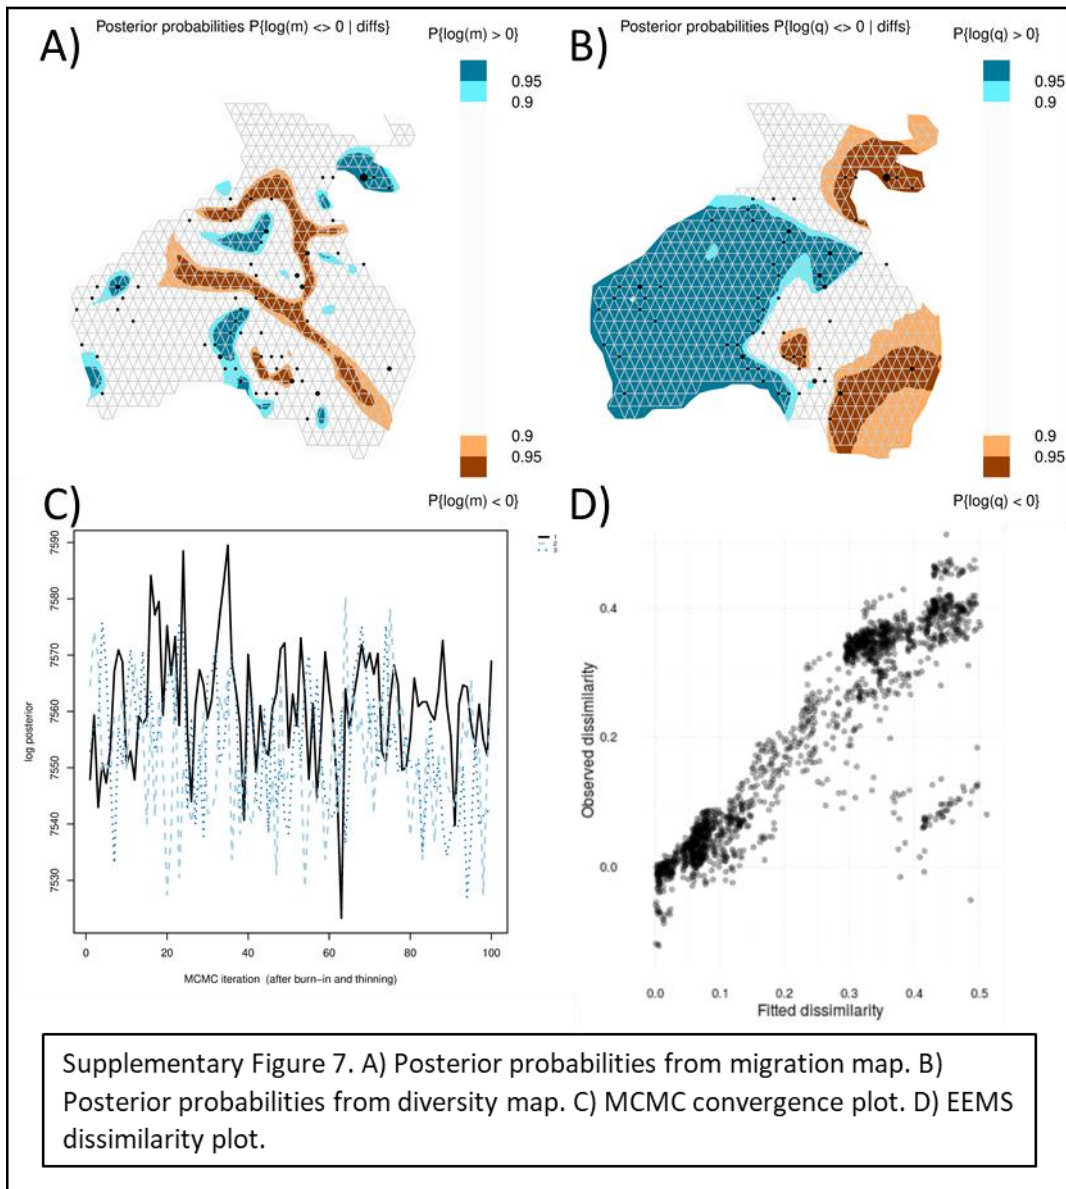 A)
Posterior probabilities P{log(m) <> 0 | diffs}
P{log(m) > 0}
0.95
0.9
0.9
0.95
P{log(m) < 0}
B)
Posterior probabilities P{log(q) <> 0 | diffs}
P{log(q) > 0}
0.95
0.9
0.9
0.95
P{log(q) < 0}
C)
1
2
3
log posterior
7590
7580
7570
7560
7550
7540
7530
0 20 40 60 80 100
MCMC iteration (after burn−in and thinning)
D)
Observed dissimilarity
0.4
0.2
0.0
0.0 0.1 0.2 0.3 0.4 0.5
Fitted dissimilarity
Supplementary Figure 7. A) Posterior probabilities from migration map. B)
Posterior probabilities from diversity map. C) MCMC convergence plot. D) EEMS
dissimilarity plot.